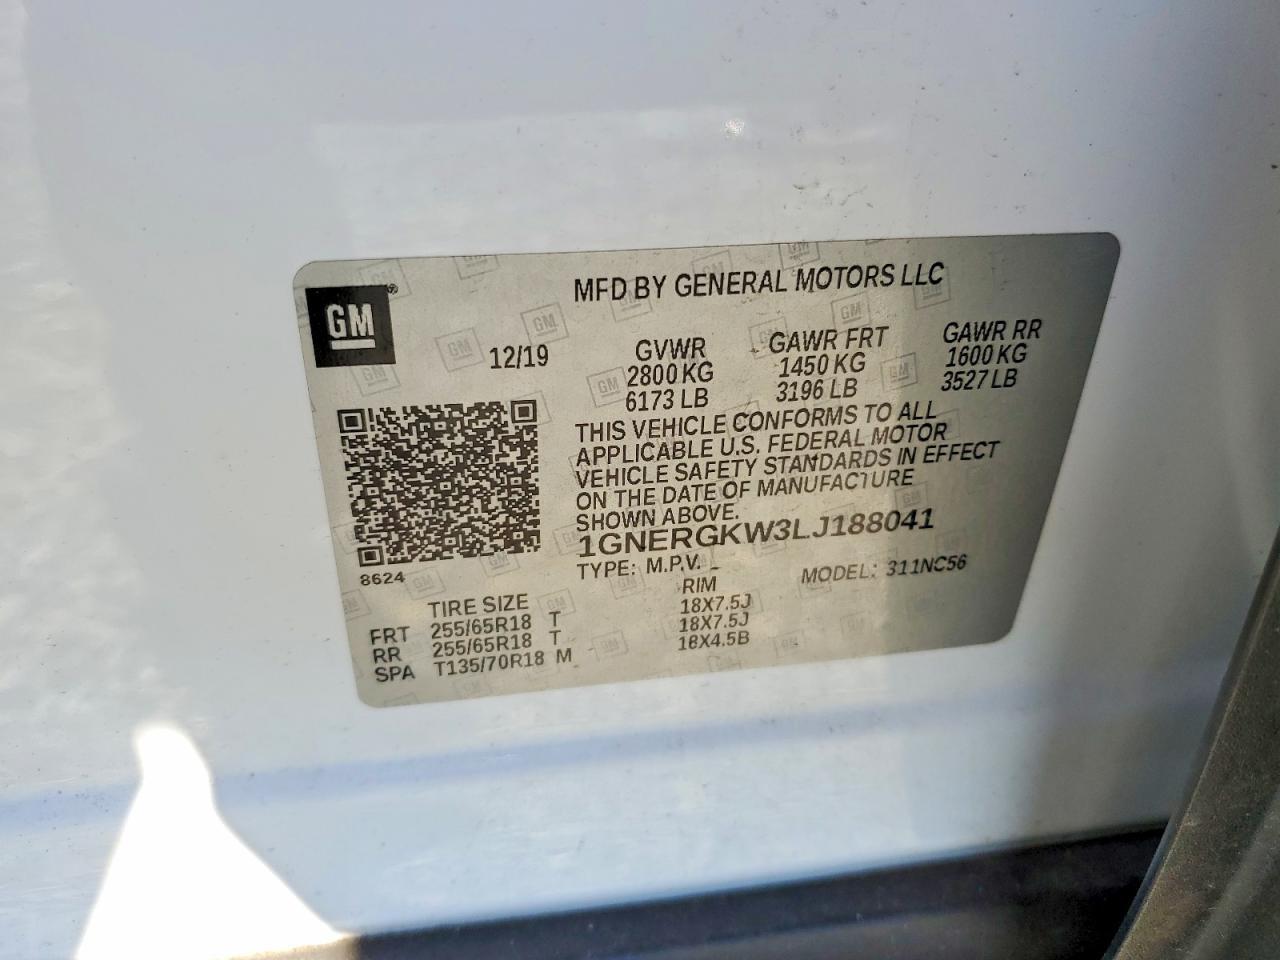 MFD BY GENERAL MOTORS LLC
GM®
12/19
GVWR GAWR FRT GAWR RR
2800 KG 1450 KG 1600 KG
6173 LB 3196 LB 3527 LB
THIS VEHICLE CONFORMS TO ALL
APPLICABLE U.S. FEDERAL MOTOR
VEHICLE SAFETY STANDARDS IN EFFECT
ON THE DATE OF MANUFACTURE
SHOWN ABOVE.
1GNERGKW3LJ188041
8624
TYPE: M.P.V. MODEL: 311NC56
TIRE SIZE RIM
FRT 255/65R18 T 18X7.5J
RR 255/65R18 T 18X7.5J
SPA T135/70R18 M 18X4.5B